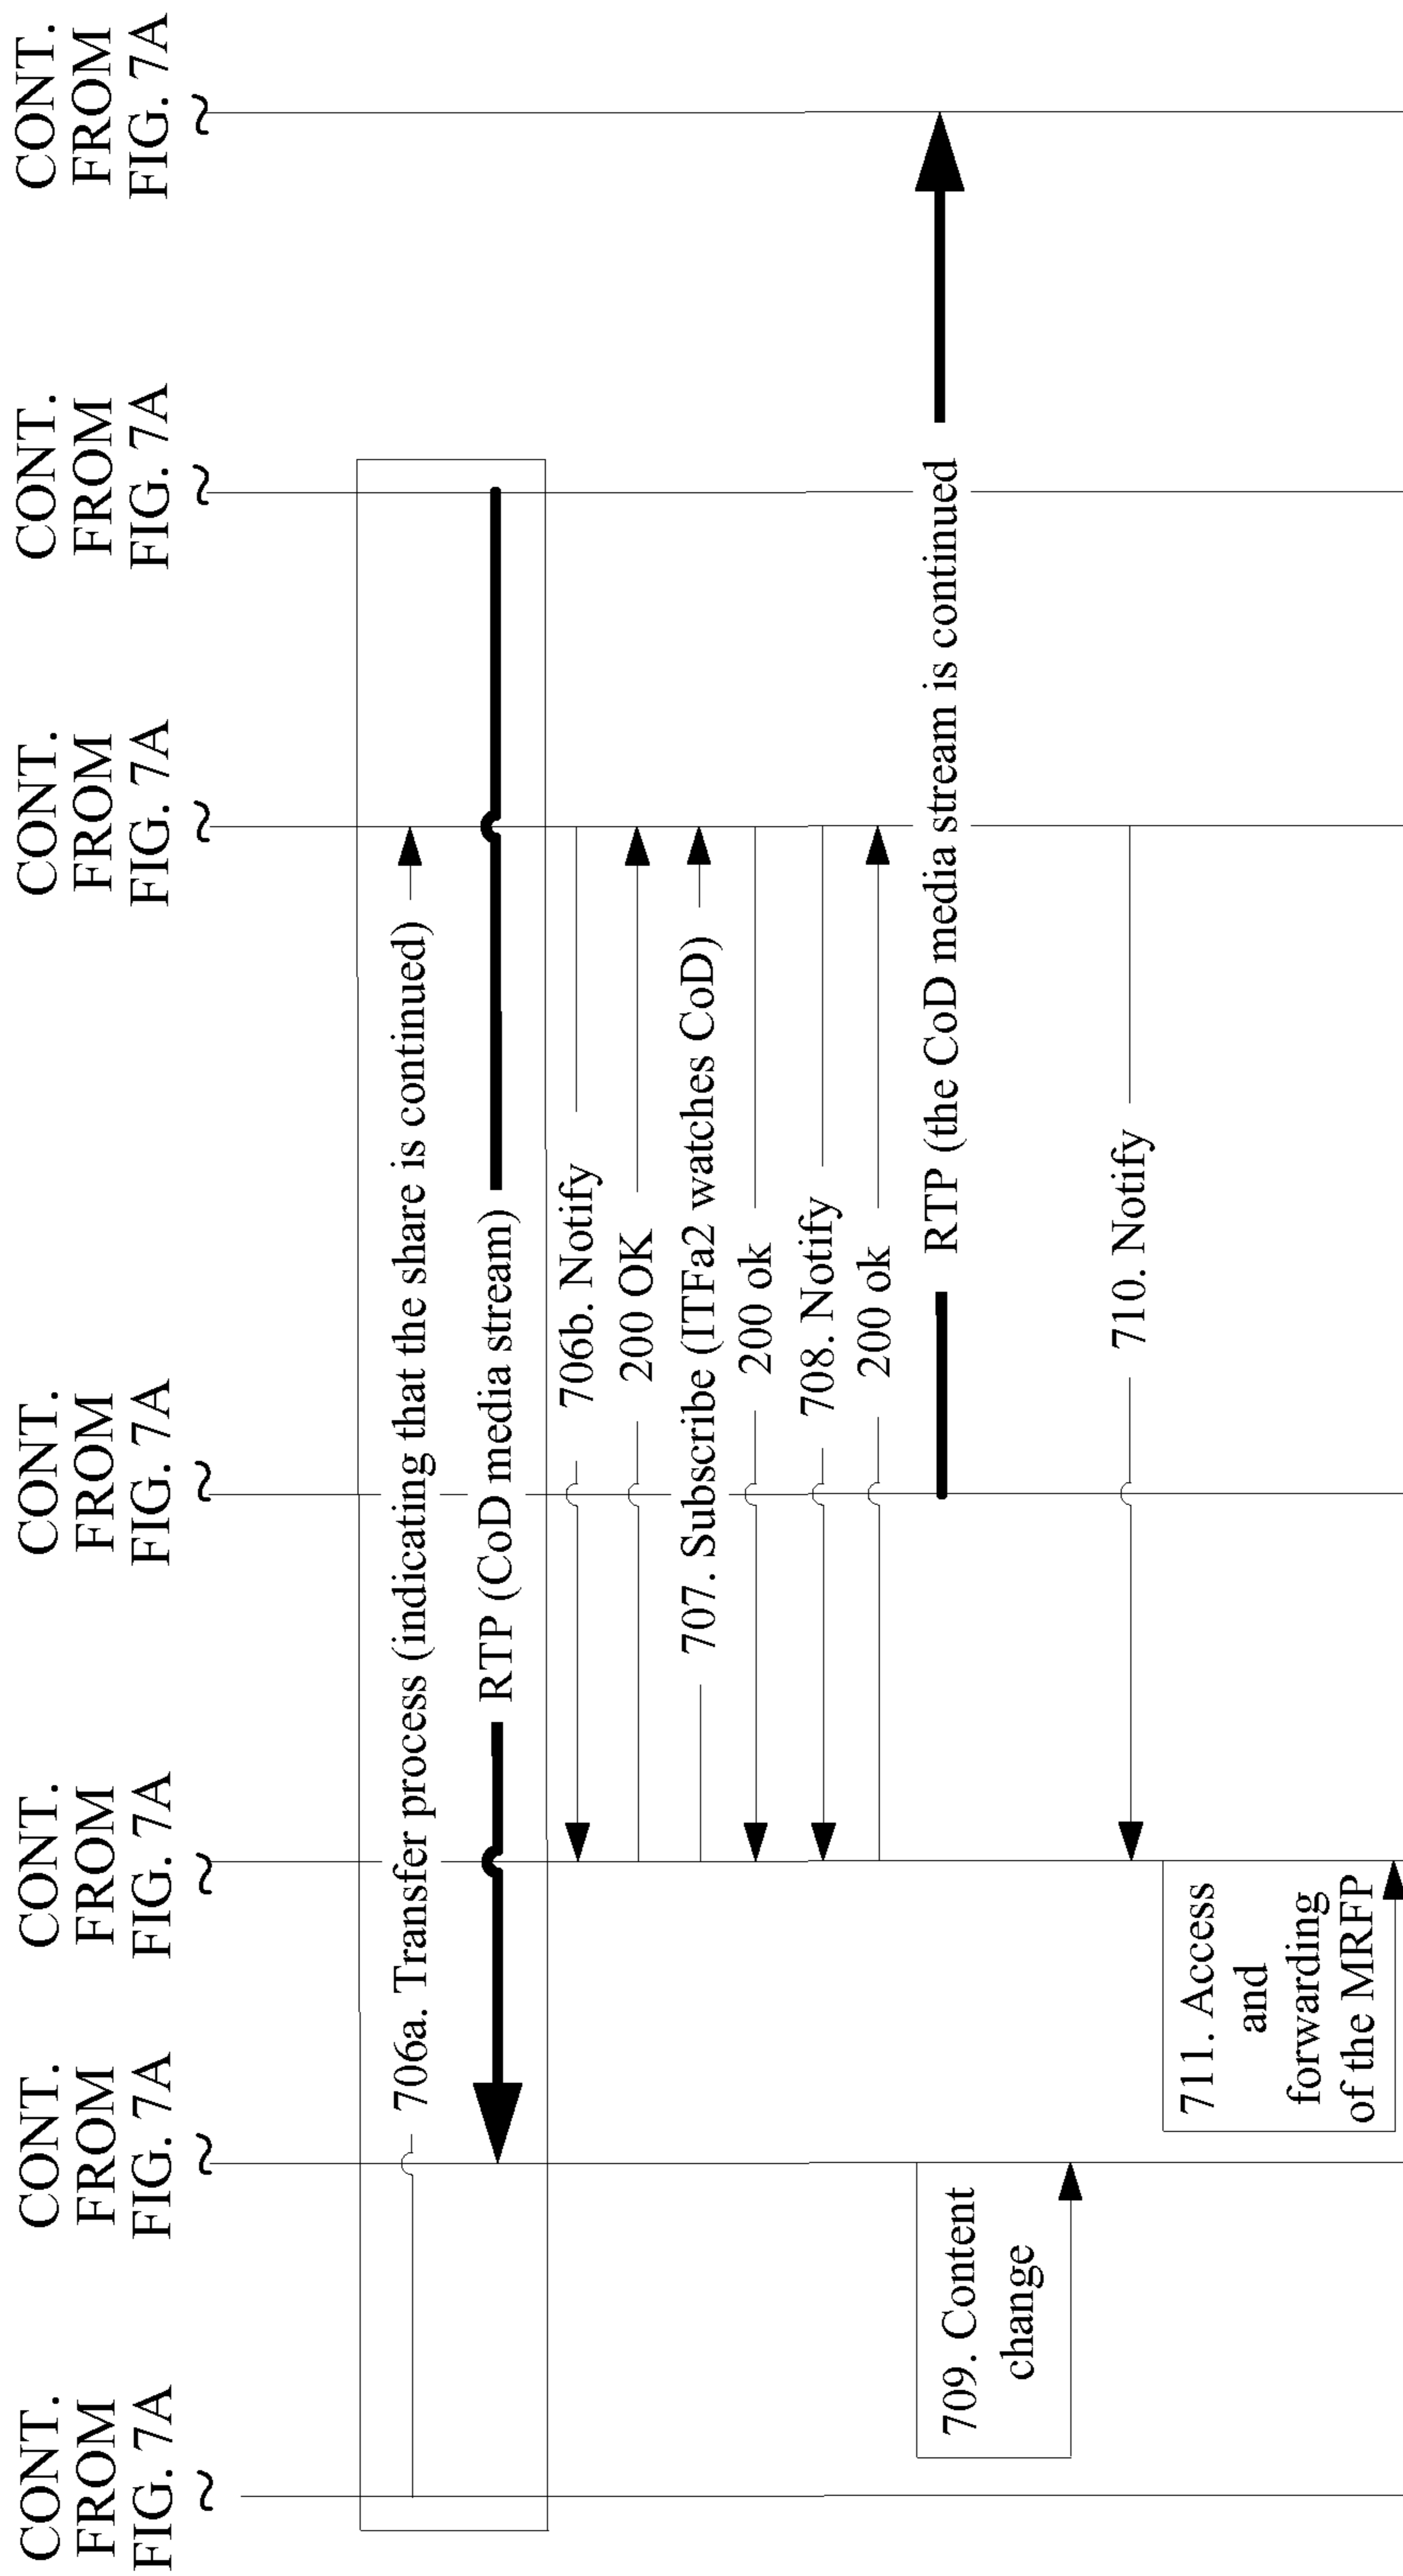 CONT.
FROM
FIG. 7A
CONT.
FROM
FIG. 7A
CONT.
FROM
FIG. 7A
CONT.
FROM
FIG. 7A
CONT.
FROM
FIG. 7A
CONT.
FROM
FIG. 7A
CONT.
FROM
FIG. 7A
706a. Transfer process (indicating that the share is continued)
RTP (CoD media stream)
706b. Notify
200 OK
707. Subscribe (ITFa2 watches CoD)
200 ok
708. Notify
200 ok
RTP (the CoD media stream is continued
709. Content
change
710. Notify
711. Access
and
forwarding
of the MRFP